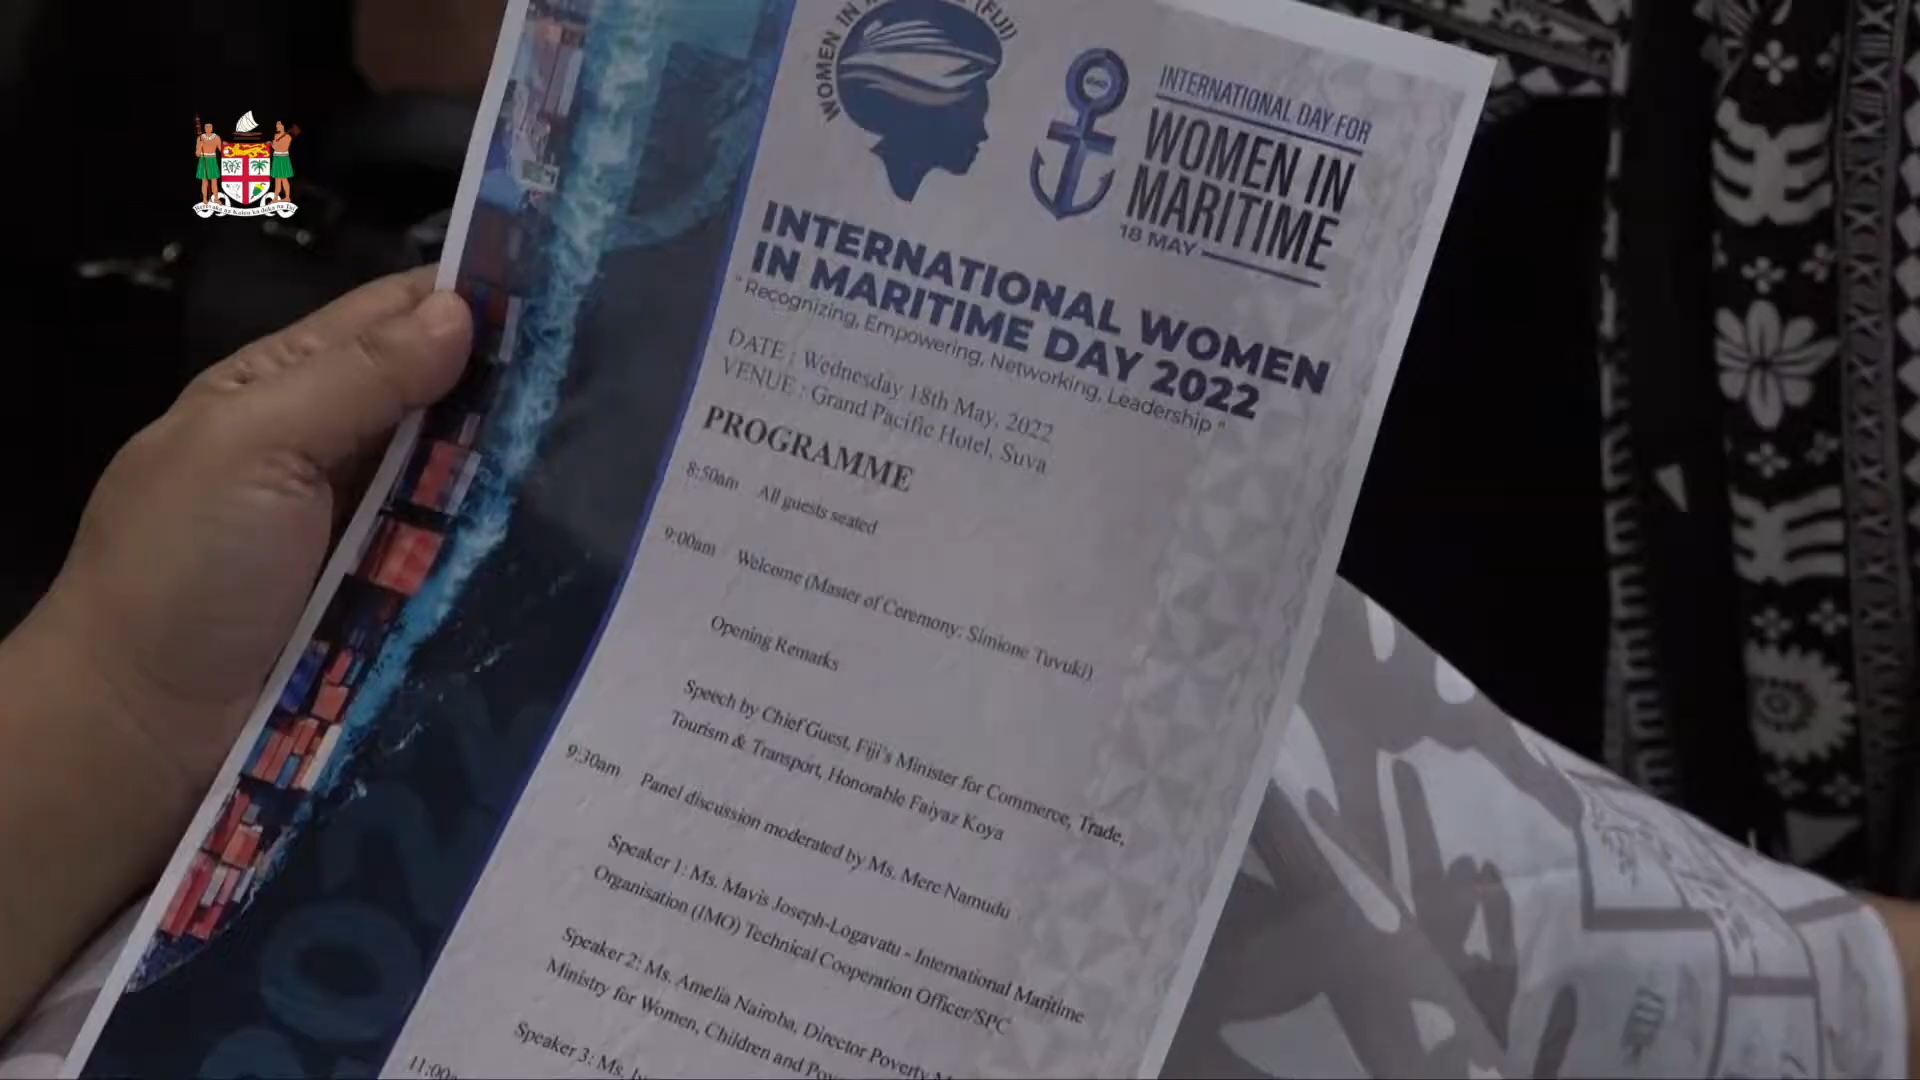 WOMEN IN
(FIJI)
INTERNATIONAL DAY FOR
WOMEN IN
MARITIME
18 MAY
INTERNATIONAL WOMEN
IN MARITIME DAY 2022
"Recognizing, Empowering, Networking, Leadership"
DATE : Wednesday 18th May, 2022
VENUE : Grand Pacific Hotel, Suva
PROGRAMME
8:50am All guests seated
9:00am Welcome (Master of Ceremony: Simione Tuvuki)
Opening Remarks
Speech by Chief Guest, Fiji's Minister for Commerce, Trade,
Tourism & Transport, Honorable Faiyaz Koya
9:30am Panel discussion moderated by Ms. Mere Namudu
Speaker 1: Ms. Mavis Joseph-Logavatu - International Maritime
Organisation (IMO) Technical Cooperation Officer/SPC
Speaker 2: Ms. Amelia Nairoba, Director Poverty
Ministry for Women, Children and
Speaker 3: Ms.